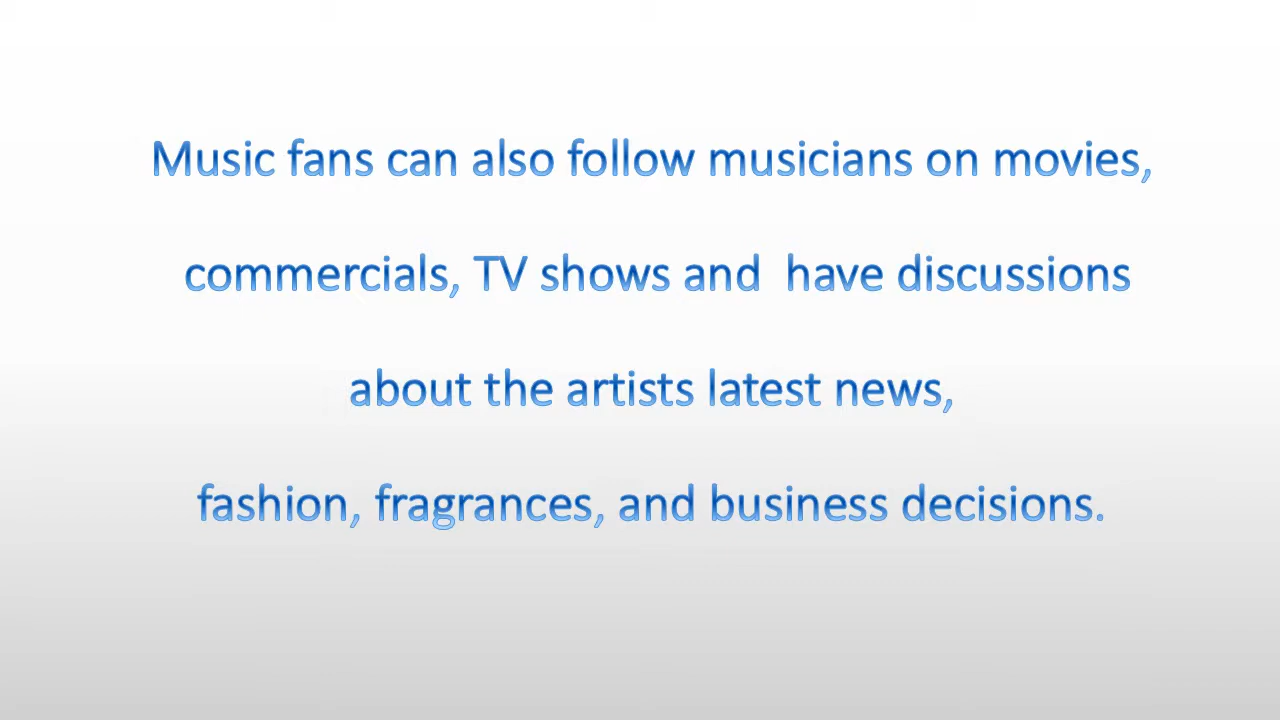 Music fans can also follow musicians on movies,
commercials, TV shows and  have discussions
about the artists latest news,
fashion, fragrances, and business decisions.